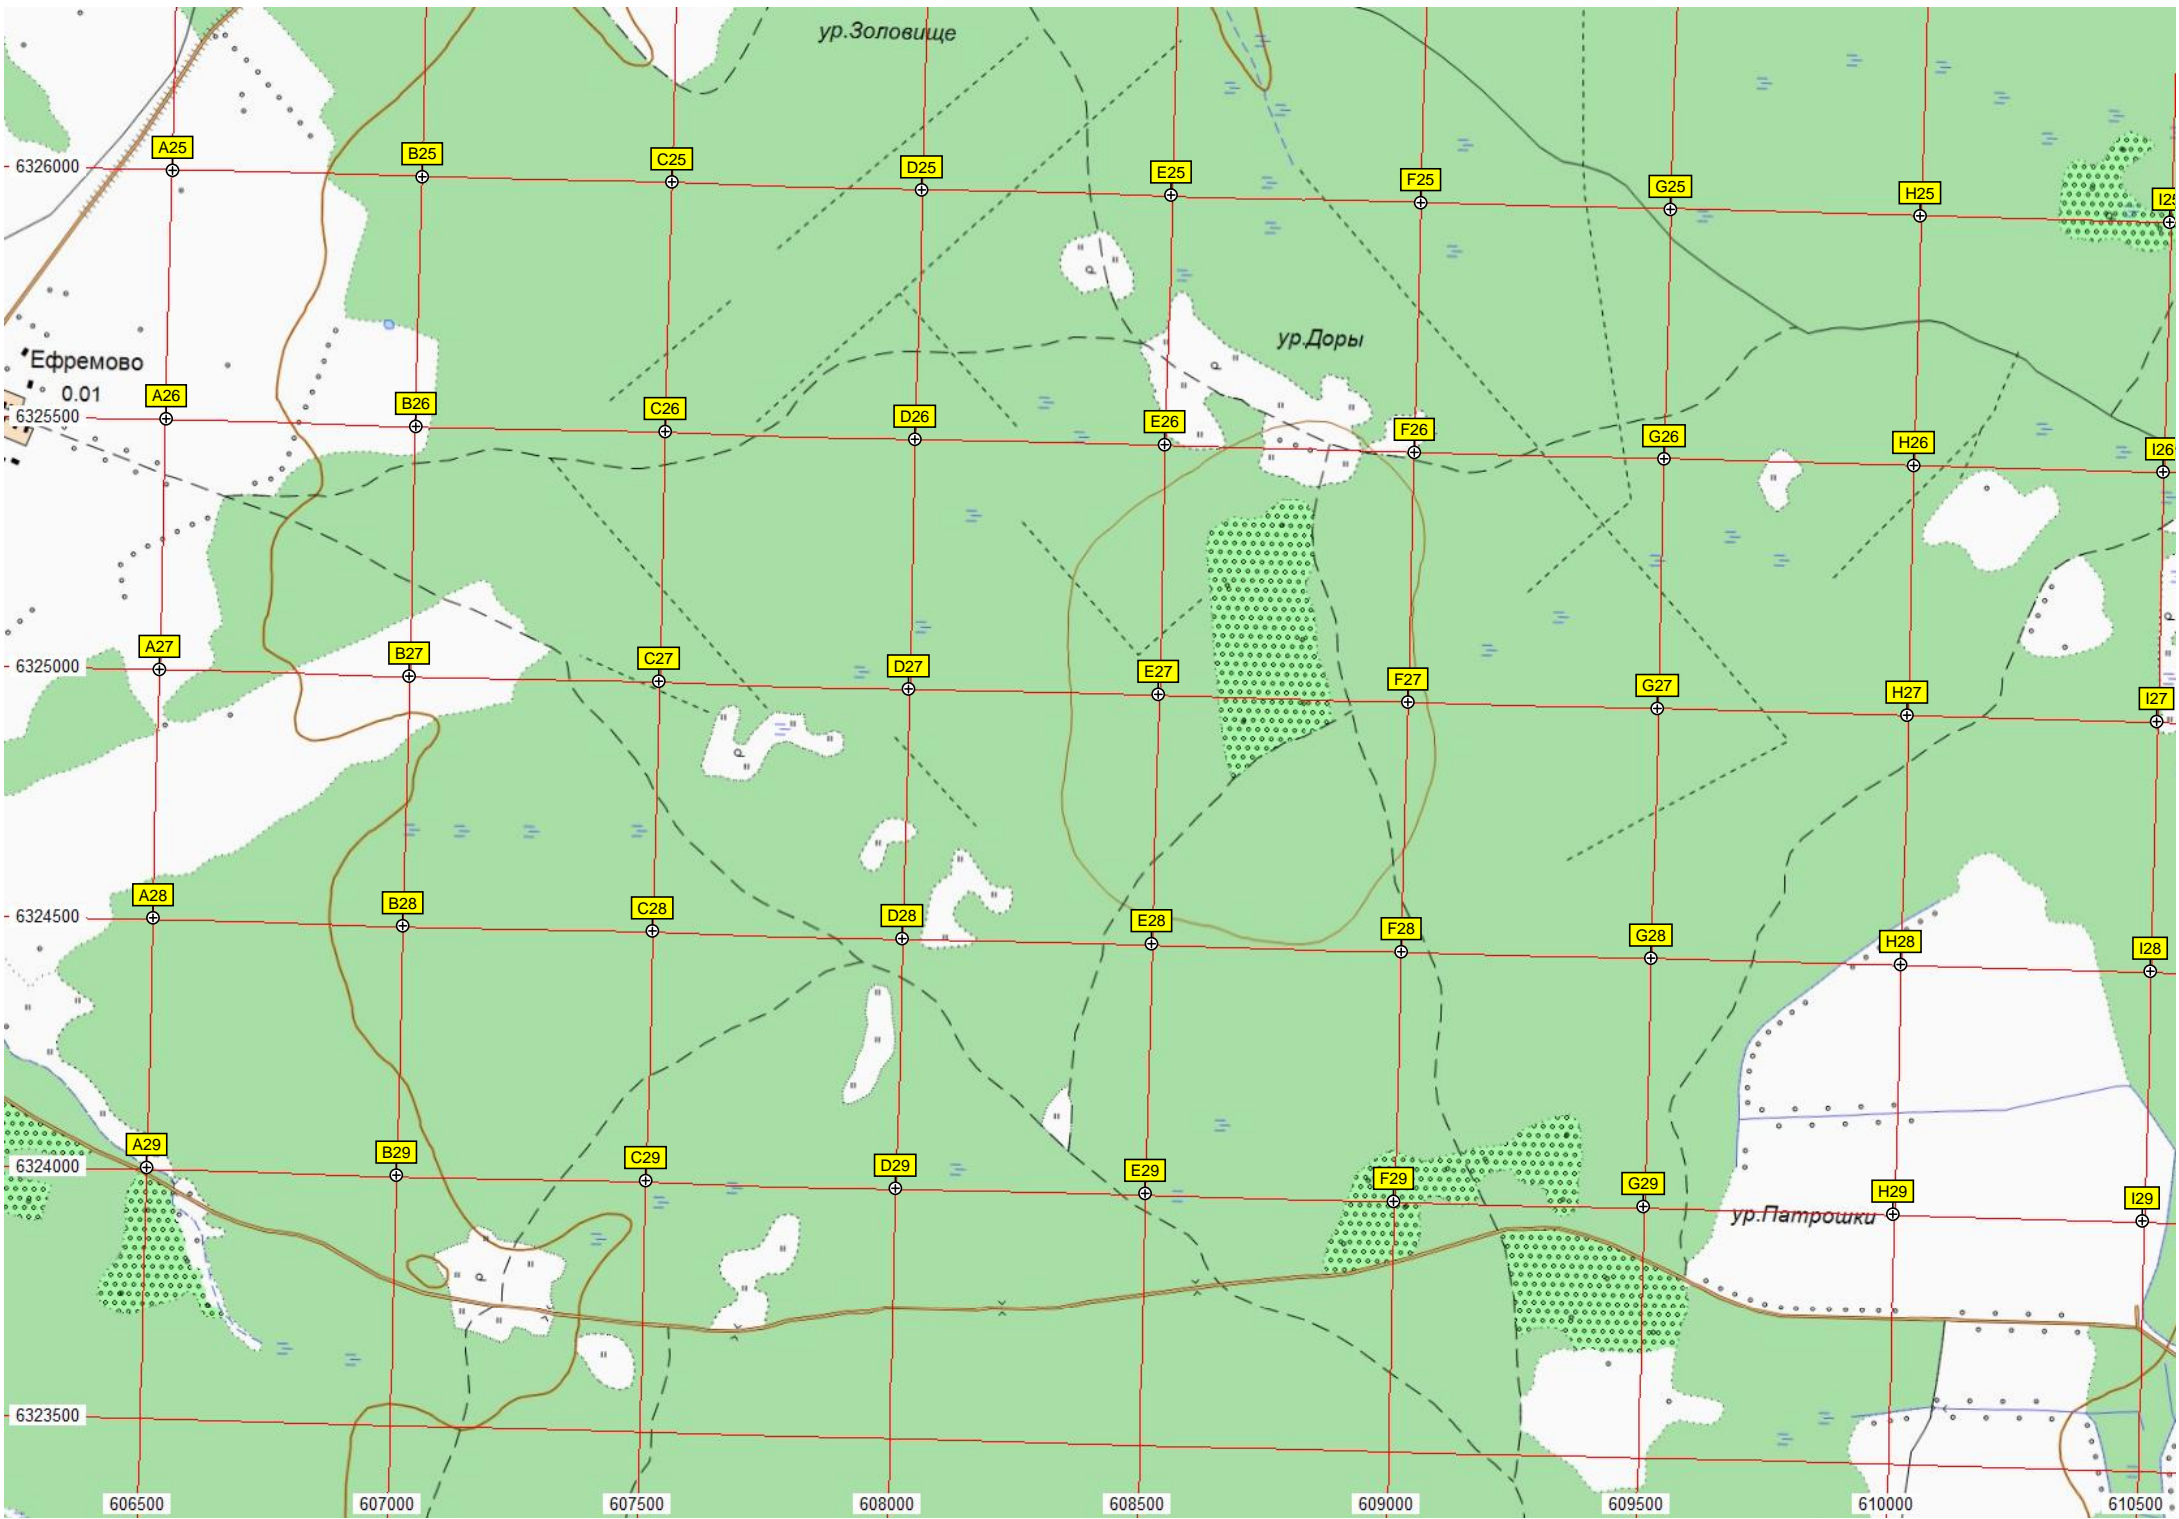 ур.Золовище
A25 B25 C25 D25 E25 F25 G25 H25 I25
6326000
ур.Доры
Ефремово
0.01
A26 B26 C26 D26 E26 F26 G26 H26 I26
6325500
A27 B27 C27 D27 E27 F27 G27 H27 I27
6325000
р
р
р
р
р
A28 B28 C28 D28 E28 F28 G28 H28 I28
6324500
A29 B29 C29 D29 E29 F29 G29 H29 I29
6324000
ур.Патрошки
6323500
606500 607000 607500 608000 608500 609000 609500 610000 610500